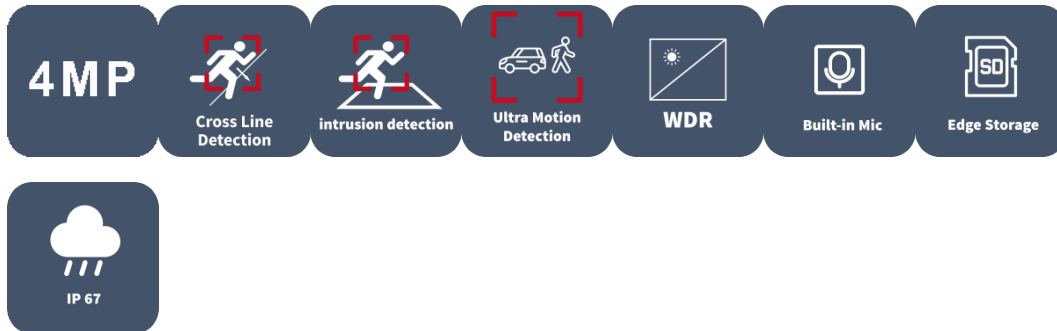 4MP
Cross Line
Detection
intrusion detection
Ultra Motion
Detection
WDR
Built-in Mic
SD
Edge Storage
IP 67